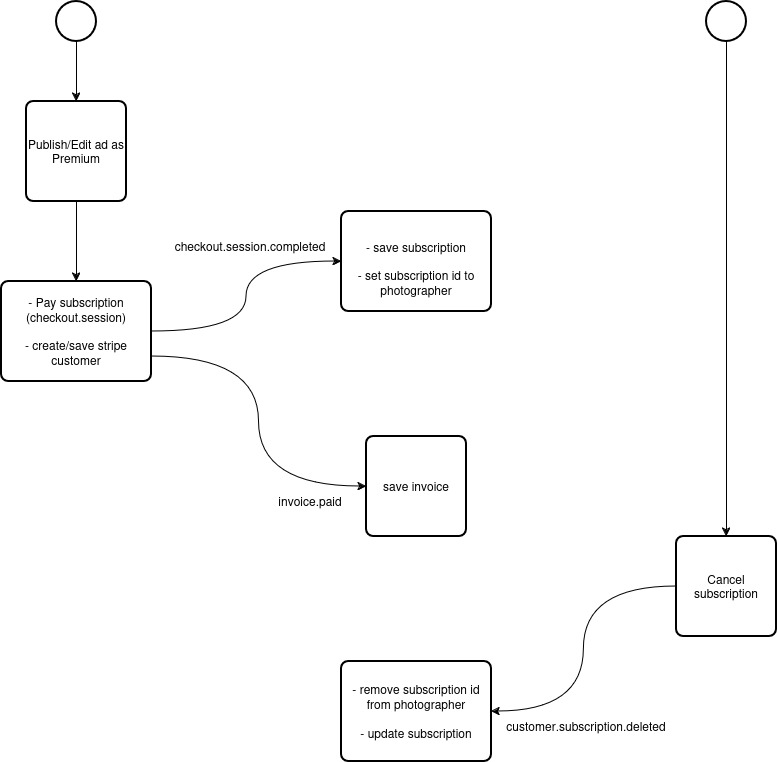 Publish/Edit ad as
Premium
checkout.session.completed
- save subscription
- set subscription id to
photographer
- Pay subscription
(checkout.session)
- create/save stripe
customer
save invoice
invoice.paid
Cancel
subscription
- remove subscription id
from photographer
- update subscription
customer.subscription.deleted